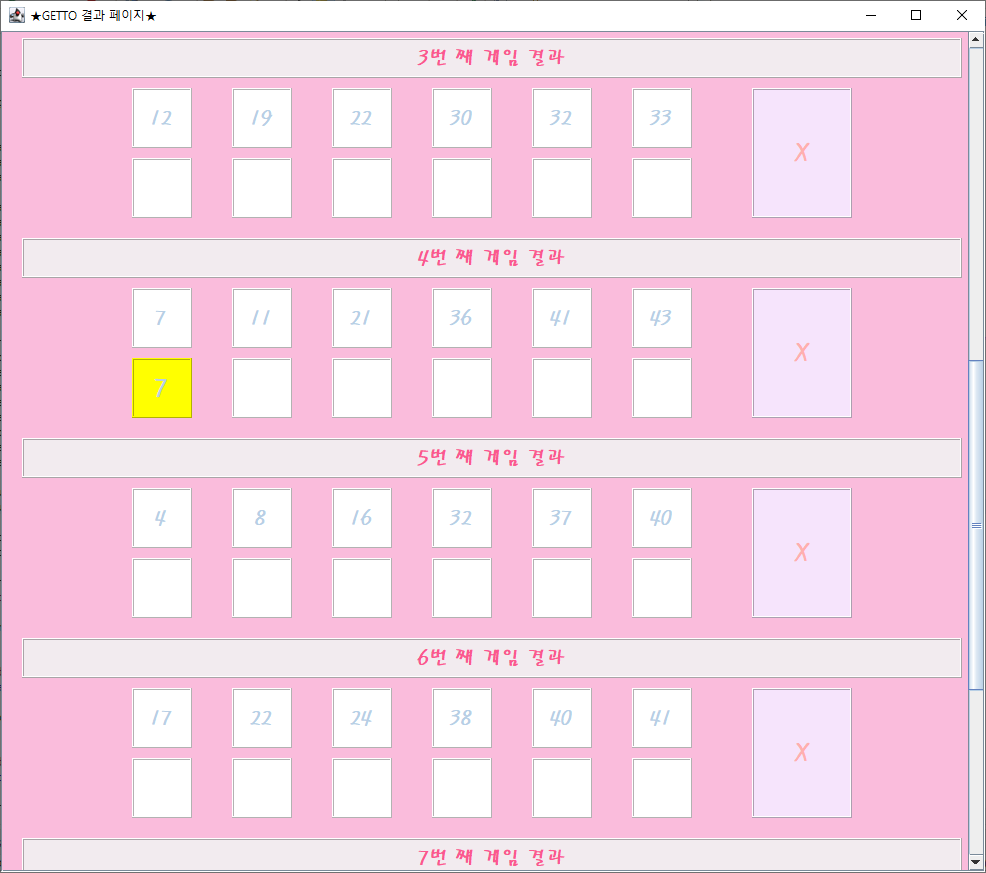 ★GETTO 결과 페이지★
3번 째 게임 결과
12 19 22 30 32 33
X
4번 째 게임 결과
7 11 21 36 41 43
X
7
5번 째 게임 결과
4 8 16 32 37 40
X
6번 째 게임 결과
17 22 24 38 40 41
X
7번 째 게임 결과